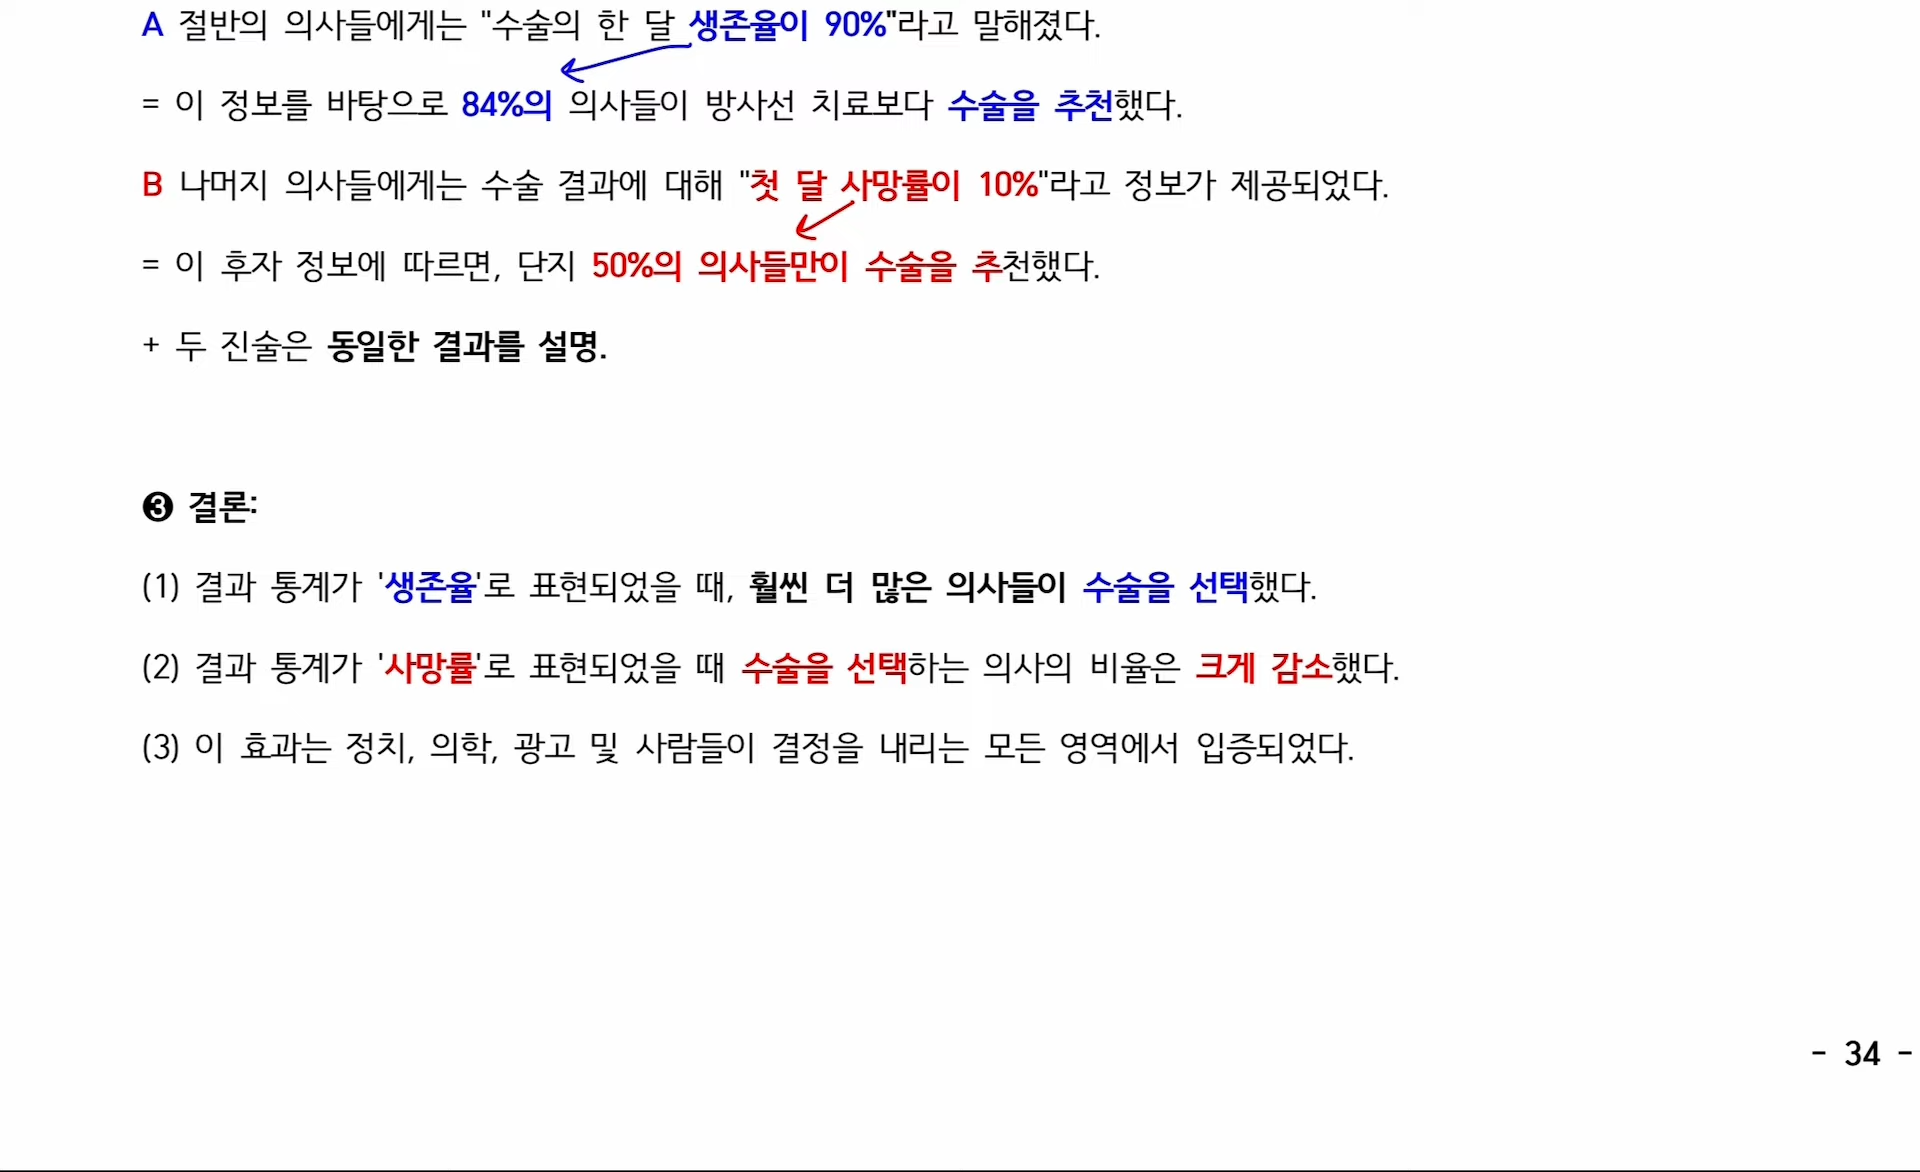 A 절반의 의사들에게는 "수술의 한 달 생존율이 90%"라고 말해졌다.
= 이 정보를 바탕으로 84%의 의사들이 방사선 치료보다 수술을 추천했다.
B 나머지 의사들에게는 수술 결과에 대해 "첫 달 사망률이 10%"라고 정보가 제공되었다.
= 이 후자 정보에 따르면, 단지 50%의 의사들만이 수술을 추천했다.
+ 두 진술은 동일한 결과를 설명.
❸ 결론:
(1) 결과 통계가 '생존율'로 표현되었을 때, 훨씬 더 많은 의사들이 수술을 선택했다.
(2) 결과 통계가 '사망률'로 표현되었을 때 수술을 선택하는 의사의 비율은 크게 감소했다.
(3) 이 효과는 정치, 의학, 광고 및 사람들이 결정을 내리는 모든 영역에서 입증되었다.
- 34 -